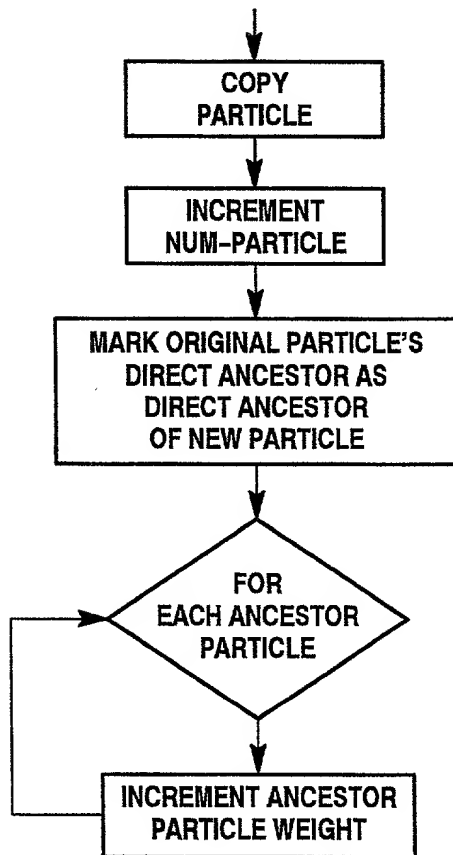 COPY
PARTICLE
INCREMENT
NUM-PARTICLE
MARK ORIGINAL PARTICLE'S
DIRECT ANCESTOR AS
DIRECT ANCESTOR
OF NEW PARTICLE
FOR
EACH ANCESTOR
PARTICLE
INCREMENT ANCESTOR
PARTICLE WEIGHT